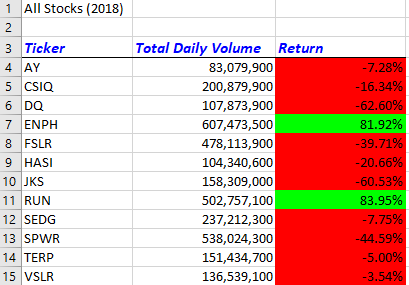 1 All Stocks (2018)
2
3 Ticker Total Daily Volume Return
4 AY 83,079,900 -7.28%
5 CSIQ 200,879,900 -16.34%
6 DQ 107,873,900 -62.60%
7 ENPH 607,473,500 81.92%
8 FSLR 478,113,900 -39.71%
9 HASI 104,340,600 -20.66%
10 JKS 158,309,000 -60.53%
11 RUN 502,757,100 83.95%
12 SEDG 237,212,300 -7.75%
13 SPWR 538,024,300 -44.59%
14 TERP 151,434,700 -5.00%
15 VSLR 136,539,100 -3.54%